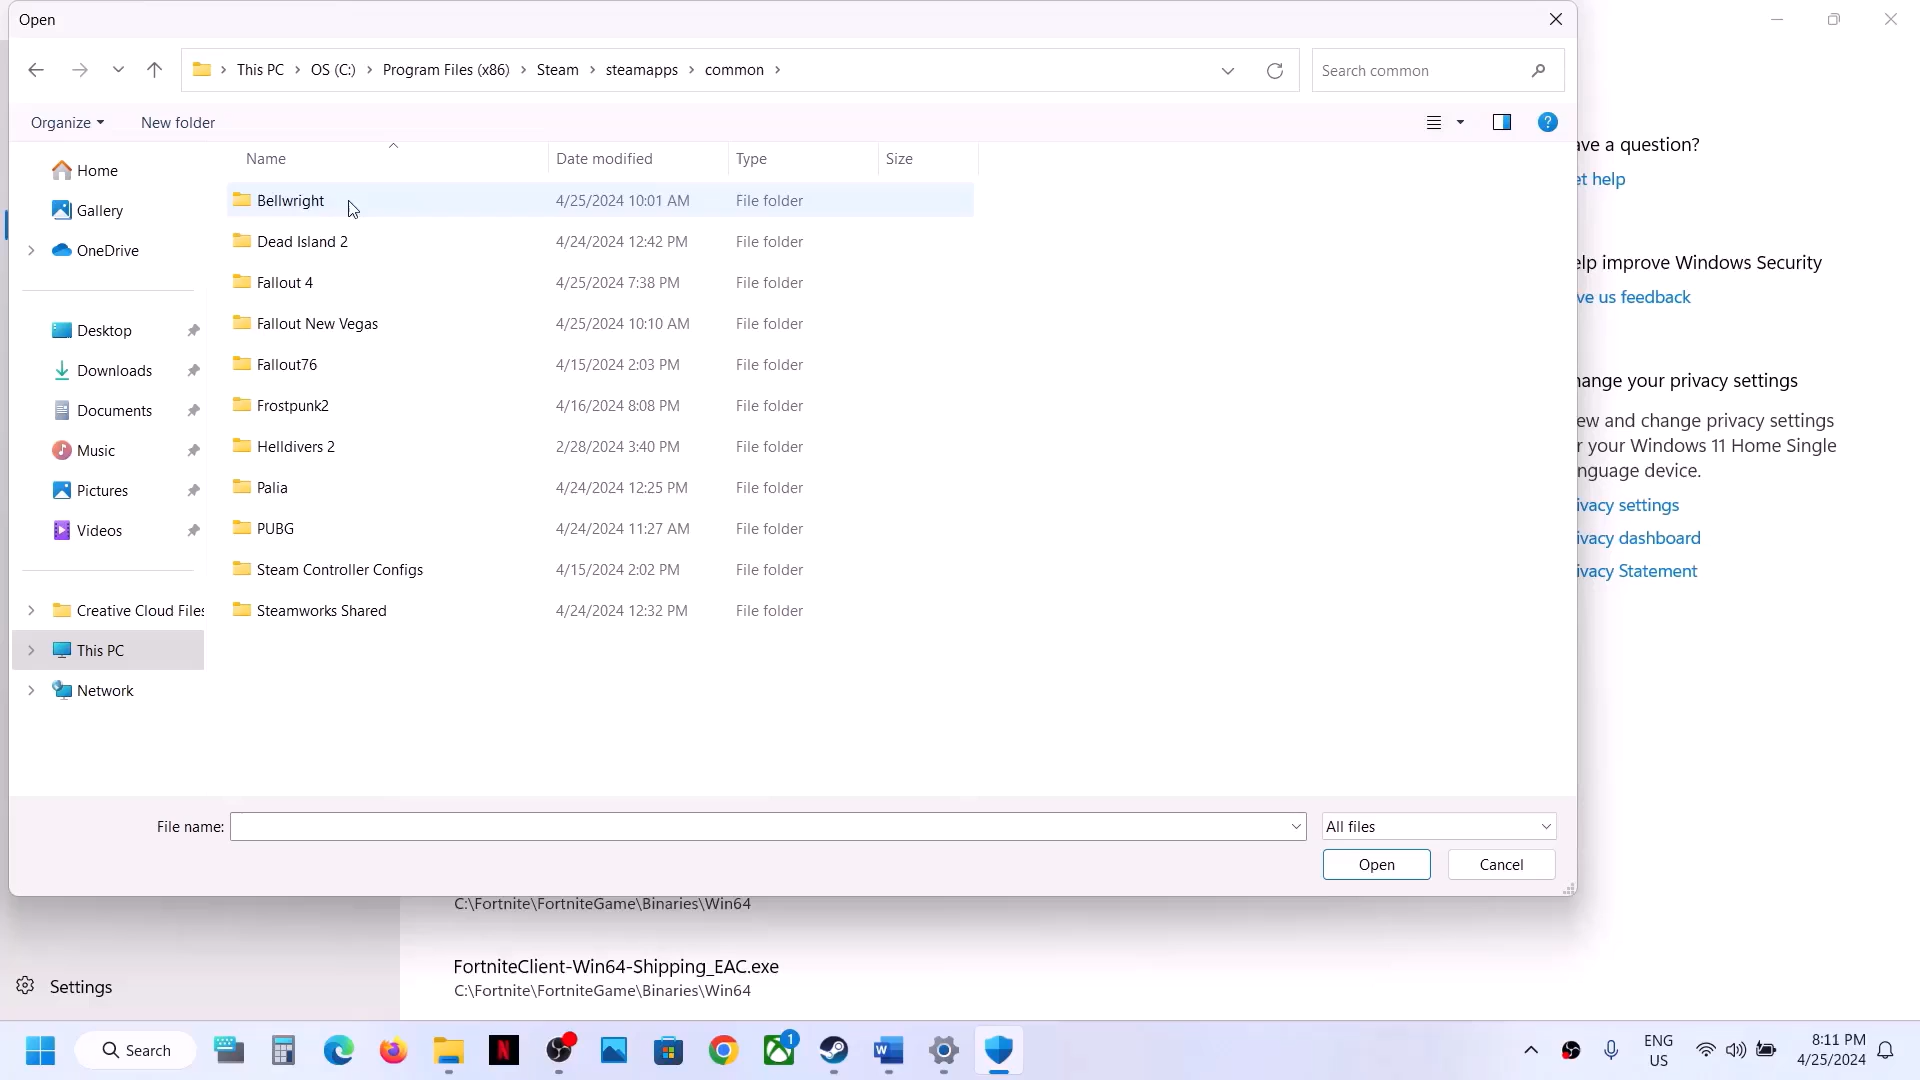 Open
This PC > OS (C:) > Program Files (x86) > Steam > steamapps > common >
Search common
Organize
New folder
Name
Date modified
Type
Size
Home
Gallery
OneDrive
Desktop
Downloads
Documents
Music
Pictures
Videos
Creative Cloud Files
This PC
Network
Bellwright 4/25/2024 10:01 AM File folder
Dead Island 2 4/24/2024 12:42 PM File folder
Fallout 4 4/25/2024 7:38 PM File folder
Fallout New Vegas 4/25/2024 10:10 AM File folder
Fallout76 4/15/2024 2:03 PM File folder
Frostpunk2 4/16/2024 8:08 PM File folder
Helldivers 2 2/28/2024 3:40 PM File folder
Palia 4/24/2024 12:25 PM File folder
PUBG 4/24/2024 11:27 AM File folder
Steam Controller Configs 4/15/2024 2:02 PM File folder
Steamworks Shared 4/24/2024 12:32 PM File folder
File name:
All files
Open
Cancel
ave a question?
et help
elp improve Windows Security
ve us feedback
hange your privacy settings
ew and change privacy settings
r your Windows 11 Home Single
nguage device.
ivacy settings
ivacy dashboard
ivacy Statement
C:\Fortnite\FortniteGame\Binaries\Win64
FortniteClient-Win64-Shipping_EAC.exe
C:\Fortnite\FortniteGame\Binaries\Win64
Settings
Search
1
ENG
US
8:11 PM
4/25/2024